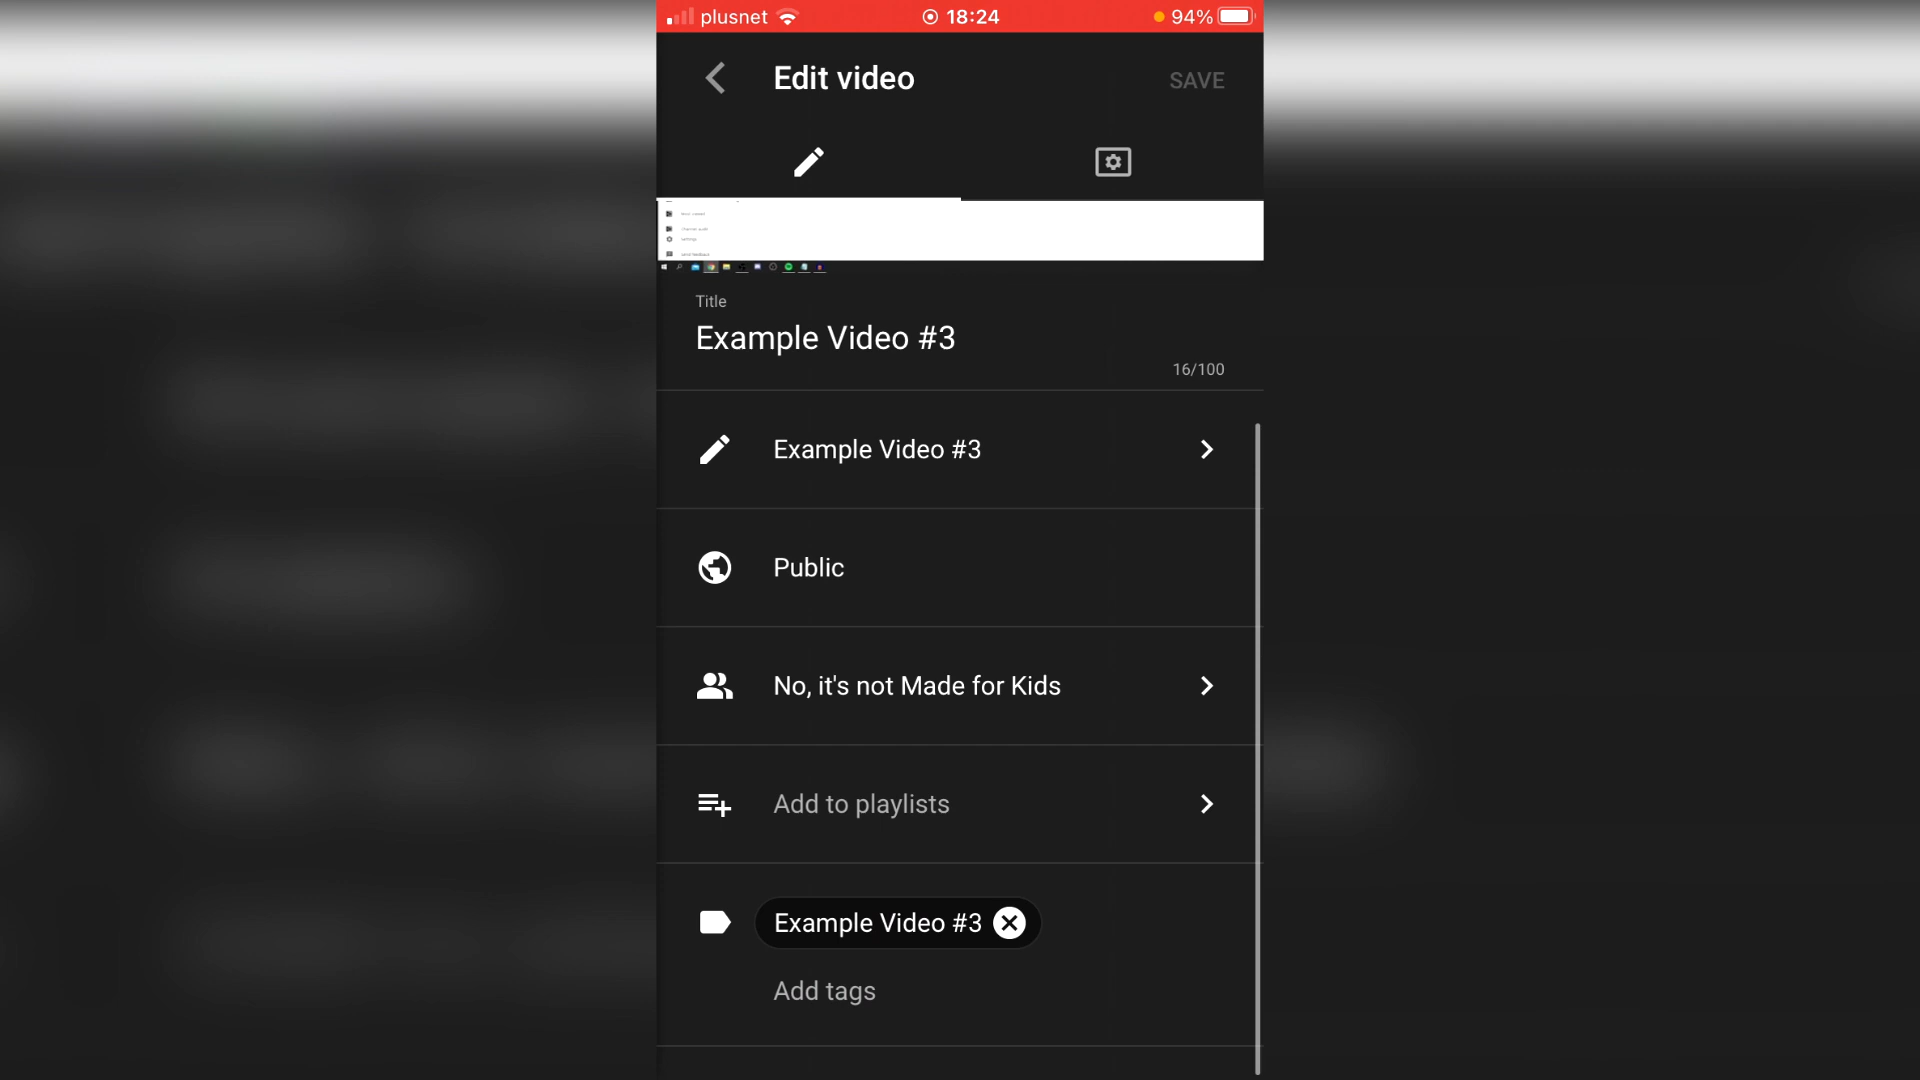 plusnet 18:24 94%
Edit video SAVE
Title
Example Video #3
16/100
Example Video #3
Public
No, it's not Made for Kids
Add to playlists
Example Video #3
Add tags